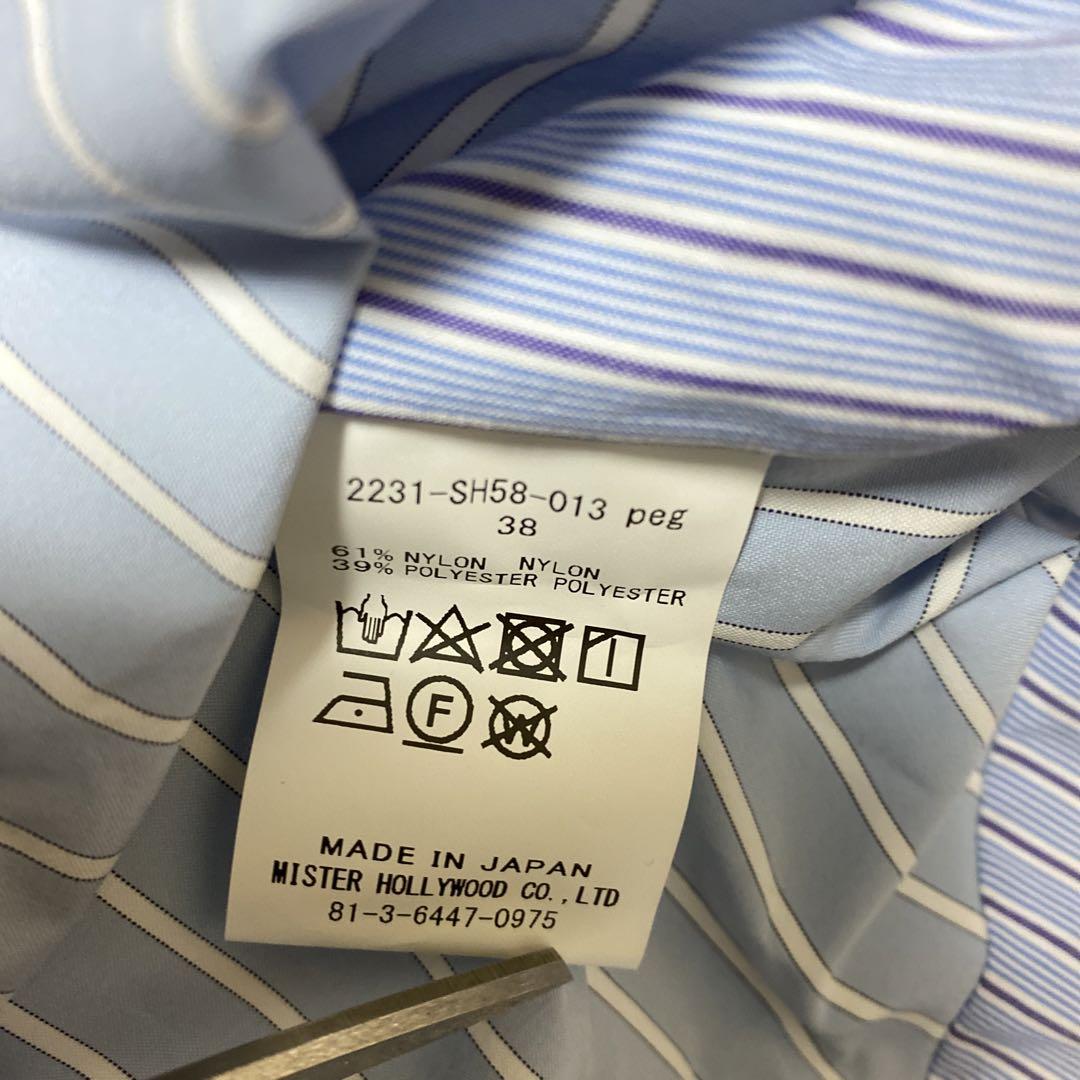 2231-SH58-013 peg
38
61% NYLON NYLON
39% POLYESTER POLYESTER
F
W
MADE IN JAPAN
MISTER HOLLYWOOD CO.,LTD
81-3-6447-0975